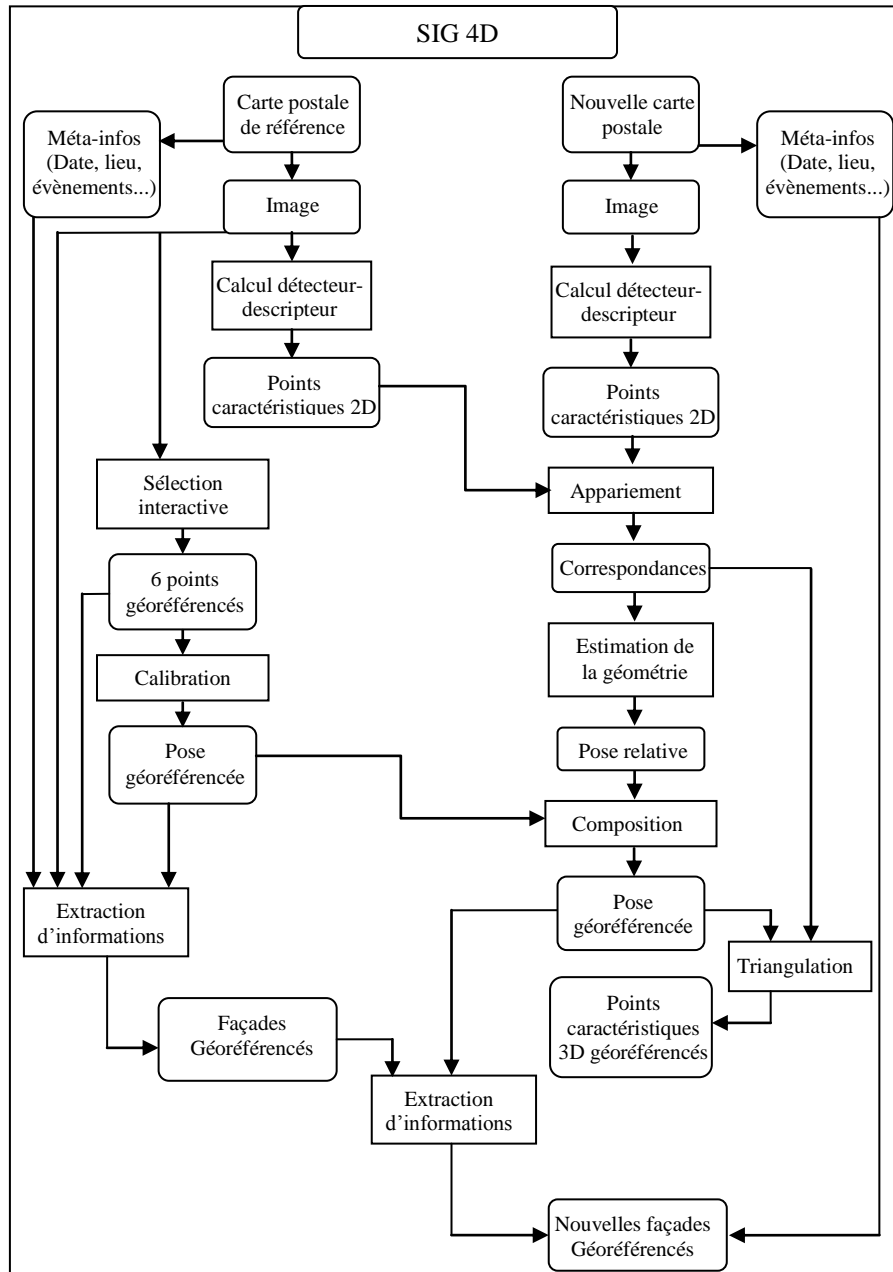 SIG 4D
Carte postale
de référence
Nouvelle carte
postale
Méta-infos
(Date, lieu,
évènements...)
Méta-infos
(Date, lieu,
évènements...)
Image
Image
Calcul détecteur-
descripteur
Calcul détecteur-
descripteur
Points
caractéristiques 2D
Points
caractéristiques 2D
Sélection
interactive
Appariement
6 points
géoréférencés
Correspondances
Calibration
Estimation de
la géométrie
Pose
géoréférencée
Pose relative
Composition
Extraction
d’informations
Pose
géoréférencée
Triangulation
Façades
Géoréférencés
Points
caractéristiques
3D géoréférencés
Extraction
d’informations
Nouvelles façades
Géoréférencés